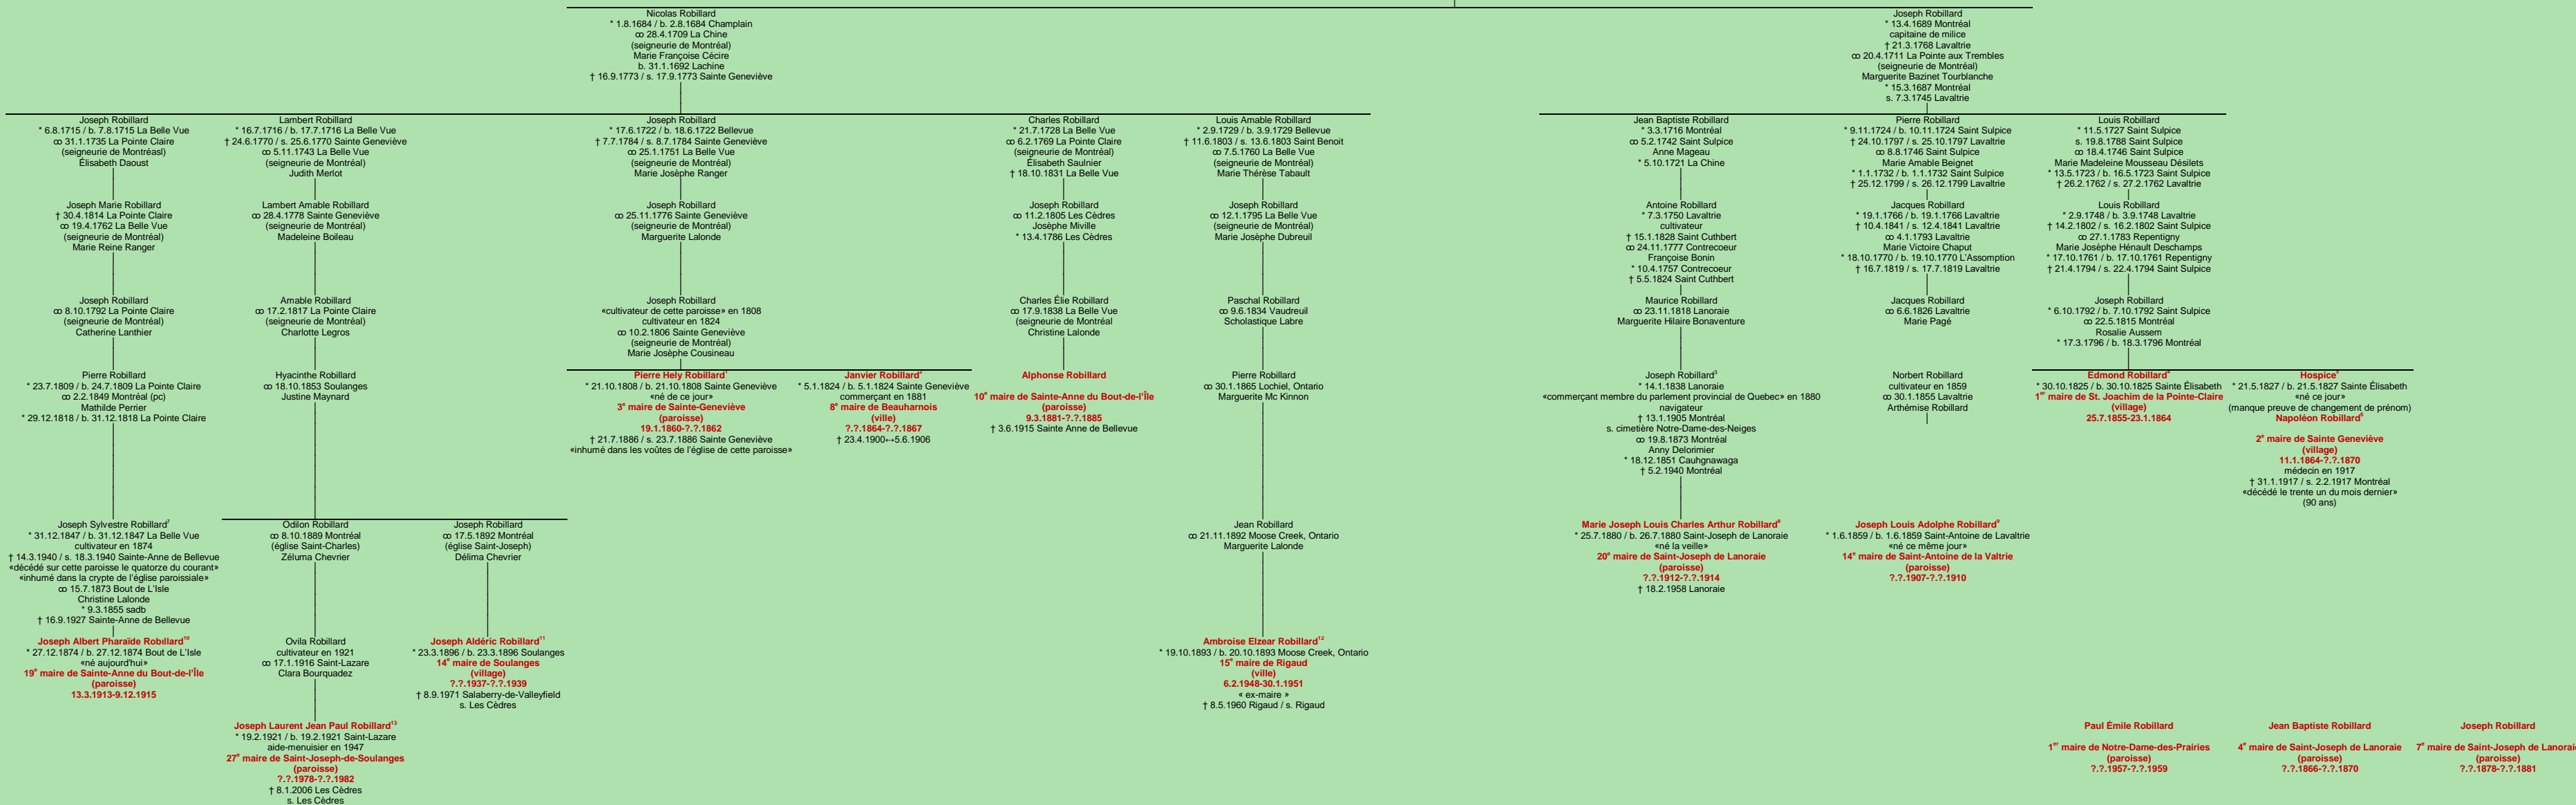 Nicolas Robillard
* 1.8.1684 / b. 2.8.1684 Champlain
∞ 28.4.1709 La Chine
(seigneurie de Montréal)
Marie Françoise Cécire
b. 31.1.1692 Lachine
† 16.9.1773 / s. 17.9.1773 Sainte Geneviève
Joseph Robillard
* 13.4.1689 Montréal
capitaine de milice
† 21.3.1768 Lavaltrie
∞ 20.4.1711 La Pointe aux Trembles
(seigneurie de Montréal)
Marguerite Bazinet Tourblanche
* 15.3.1687 Montréal
s. 7.3.1745 Lavaltrie
Joseph Robillard
* 6.8.1715 / b. 7.8.1715 La Belle Vue
∞ 31.1.1735 La Pointe Claire
(seigneurie de Montréasl)
Élisabeth Daoust
Lambert Robillard
* 16.7.1716 / b. 17.7.1716 La Belle Vue
† 24.6.1770 / s. 25.6.1770 Sainte Geneviève
∞ 5.11.1743 La Belle Vue
(seigneurie de Montréal)
Judith Merlot
Joseph Robillard
* 17.6.1722 / b. 18.6.1722 Bellevue
† 7.7.1784 / s. 8.7.1784 Sainte Geneviève
∞ 25.1.1751 La Belle Vue
(seigneurie de Montréal)
Marie Josèphe Ranger
Charles Robillard
* 21.7.1728 La Belle Vue
∞ 6.2.1769 La Pointe Claire
(seigneurie de Montréal)
Élisabeth Saulnier
† 18.10.1831 La Belle Vue
Louis Amable Robillard
* 2.9.1729 / b. 3.9.1729 Bellevue
† 11.6.1803 / s. 13.6.1803 Saint Benoit
∞ 7.5.1760 La Belle Vue
(seigneurie de Montréal)
Marie Thérèse Tabault
Jean Baptiste Robillard
* 3.3.1716 Montréal
∞ 5.2.1742 Saint Sulpice
Anne Mageau
* 5.10.1721 La Chine
Pierre Robillard
* 9.11.1724 / b. 10.11.1724 Saint Sulpice
† 24.10.1797 / s. 25.10.1797 Lavaltrie
∞ 8.8.1746 Saint Sulpice
Marie Amable Beignet
* 1.1.1732 / b. 1.1.1732 Saint Sulpice
† 25.12.1799 / s. 26.12.1799 Lavaltrie
Louis Robillard
* 11.5.1727 Saint Sulpice
s. 19.8.1788 Saint Sulpice
∞ 18.4.1746 Saint Sulpice
Marie Madeleine Mousseau Désilets
* 13.5.1723 / b. 16.5.1723 Saint Sulpice
† 26.2.1762 / s. 27.2.1762 Lavaltrie
Joseph Marie Robillard
† 30.4.1814 La Pointe Claire
∞ 19.4.1762 La Belle Vue
(seigneurie de Montréal)
Marie Reine Ranger
Lambert Amable Robillard
∞ 28.4.1778 Sainte Geneviève
(seigneurie de Montréal)
Madeleine Boileau
Joseph Robillard
∞ 25.11.1776 Sainte Geneviève
(seigneurie de Montréal)
Marguerite Lalonde
Joseph Robillard
∞ 11.2.1805 Les Cèdres
Josèphe Miville
* 13.4.1786 Les Cèdres
Joseph Robillard
∞ 12.1.1795 La Belle Vue
(seigneurie de Montréal)
Marie Josèphe Dubreuil
Antoine Robillard
* 7.3.1750 Lavaltrie
cultivateur
† 15.1.1828 Saint Cuthbert
∞ 24.11.1777 Contrecoeur
Françoise Bonin
* 10.4.1757 Contrecoeur
† 5.5.1824 Saint Cuthbert
Jacques Robillard
* 19.1.1766 / b. 19.1.1766 Lavaltrie
† 10.4.1841 / s. 12.4.1841 Lavaltrie
∞ 4.1.1793 Lavaltrie
Marie Victoire Chaput
* 18.10.1770 / b. 19.10.1770 L'Assomption
† 16.7.1819 / s. 17.7.1819 Lavaltrie
Louis Robillard
* 2.9.1748 / b. 3.9.1748 Lavaltrie
† 14.2.1802 / s. 16.2.1802 Saint Sulpice
∞ 27.1.1783 Repentigny
Marie Josèphe Hénault Deschamps
* 17.10.1761 / b. 17.10.1761 Repentigny
† 21.4.1794 / s. 22.4.1794 Saint Sulpice
Joseph Robillard
∞ 8.10.1792 La Pointe Claire
(seigneurie de Montréal)
Catherine Lanthier
Amable Robillard
∞ 17.2.1817 La Pointe Claire
(seigneurie de Montréal)
Charlotte Legros
Joseph Robillard
«cultivateur de cette paroisse» en 1808
cultivateur en 1824
∞ 10.2.1806 Sainte Geneviève
(seigneurie de Montréal)
Marie Josèphe Cousineau
Charles Élie Robillard
∞ 17.9.1838 La Belle Vue
(seigneurie de Montréal
Christine Lalonde
Paschal Robillard
∞ 9.6.1834 Vaudreuil
Scholastique Labre
Maurice Robillard
∞ 23.11.1818 Lanoraie
Marguerite Hilaire Bonaventure
Jacques Robillard
∞ 6.6.1826 Lavaltrie
Marie Pagé
Joseph Robillard
* 6.10.1792 / b. 7.10.1792 Saint Sulpice
∞ 22.5.1815 Montréal
Rosalie Aussem
* 17.3.1796 / b. 18.3.1796 Montréal
Pierre Robillard
* 23.7.1809 / b. 24.7.1809 La Pointe Claire
∞ 2.2.1849 Montréal (pc)
Mathilde Perrier
* 29.12.1818 / b. 31.12.1818 La Pointe Claire
Hyacinthe Robillard
∞ 18.10.1853 Soulanges
Justine Maynard
Pierre Hely Robillard¹
* 21.10.1808 / b. 21.10.1808 Sainte Geneviève
«né de ce jour»
3e maire de Sainte-Geneviève
(paroisse)
19.1.1860-?.?.1862
† 21.7.1886 / s. 23.7.1886 Sainte Geneviève
«inhumé dans les voûtes de l'église de cette paroisse»
Janvier Robillard²
* 5.1.1824 / b. 5.1.1824 Sainte Geneviève
commerçant en 1881
8e maire de Beauharnois
(ville)
?.?.1864-?.?.1867
† 23.4.1900↔5.6.1906
Alphonse Robillard
10e maire de Sainte-Anne du Bout-de-l'Île
(paroisse)
9.3.1881-?.?.1885
† 3.6.1915 Sainte Anne de Bellevue
Pierre Robillard
∞ 30.1.1865 Lochiel, Ontario
Marguerite Mc Kinnon
Joseph Robillard³
* 14.1.1838 Lanoraie
«commerçant membre du parlement provincial de Quebec» en 1880
navigateur
† 13.1.1905 Montréal
s. cimetière Notre-Dame-des-Neiges
∞ 19.8.1873 Montréal
Anny Delorimier
* 18.12.1851 Cauhgnawaga
† 5.2.1940 Montréal
Norbert Robillard
cultivateur en 1859
∞ 30.1.1855 Lavaltrie
Arthémise Robillard
Edmond Robillard⁴
* 30.10.1825 / b. 30.10.1825 Sainte Élisabeth
1er maire de St. Joachim de la Pointe-Claire
(village)
25.7.1855-23.1.1864
Hospice⁵
* 21.5.1827 / b. 21.5.1827 Sainte Élisabeth
«né ce jour»
(manque preuve de changement de prénom)
Napoléon Robillard⁶
2e maire de Sainte Geneviève
(village)
11.1.1864-?.?.1870
médecin en 1917
† 31.1.1917 / s. 2.2.1917 Montréal
«décédé le trente un du mois dernier»
(90 ans)
Joseph Sylvestre Robillard⁷
* 31.12.1847 / b. 31.12.1847 La Belle Vue
cultivateur en 1874
† 14.3.1940 / s. 18.3.1940 Sainte-Anne de Bellevue
«décédé sur cette paroisse le quatorze du courant»
«inhumé dans la crypte de l'église paroissiale»
∞ 15.7.1873 Bout de L'Isle
Christine Lalonde
* 9.3.1855 sadb
† 16.9.1927 Sainte-Anne de Bellevue
Odilon Robillard
∞ 8.10.1889 Montréal
(église Saint-Charles)
Zéluma Chevrier
Joseph Robillard
∞ 17.5.1892 Montréal
(église Saint-Joseph)
Délima Chevrier
Jean Robillard
∞ 21.11.1892 Moose Creek, Ontario
Marguerite Lalonde
Marie Joseph Louis Charles Arthur Robillard⁸
* 25.7.1880 / b. 26.7.1880 Saint-Joseph de Lanoraie
«né la veille»
20e maire de Saint-Joseph de Lanoraie
(paroisse)
?.?.1912-?.?.1914
† 18.2.1958 Lanoraie
Joseph Louis Adolphe Robillard⁹
* 1.6.1859 / b. 1.6.1859 Saint-Antoine de Lavaltrie
«né ce même jour»
14e maire de Saint-Antoine de la Valtrie
(paroisse)
?.?.1907-?.?.1910
Joseph Albert Pharaïde Robillard¹⁰
* 27.12.1874 / b. 27.12.1874 Bout de L'Isle
«né aujourd'hui»
19e maire de Sainte-Anne du Bout-de-l'Île
(paroisse)
13.3.1913-9.12.1915
Ovila Robillard
cultivateur en 1921
∞ 17.1.1916 Saint-Lazare
Clara Bourquadez
Joseph Aldéric Robillard¹¹
* 23.3.1896 / b. 23.3.1896 Soulanges
14e maire de Soulanges
(village)
?.?.1937-?.?.1939
† 8.9.1971 Salaberry-de-Valleyfield
s. Les Cèdres
Ambroise Elzear Robillard¹²
* 19.10.1893 / b. 20.10.1893 Moose Creek, Ontario
15e maire de Rigaud
(ville)
6.2.1948-30.1.1951
« ex-maire »
† 8.5.1960 Rigaud / s. Rigaud
Joseph Laurent Jean Paul Robillard¹³
* 19.2.1921 / b. 19.2.1921 Saint-Lazare
aide-menuisier en 1947
27e maire de Saint-Joseph-de-Soulanges
(paroisse)
?.?.1978-?.?.1982
† 8.1.2006 Les Cèdres
s. Les Cèdres
Paul Émile Robillard
1er maire de Notre-Dame-des-Prairies
(paroisse)
?.?.1957-?.?.1959
Jean Baptiste Robillard
4e maire de Saint-Joseph de Lanoraie
(paroisse)
?.?.1866-?.?.1870
Joseph Robillard
7e maire de Saint-Joseph de Lanoraie
(paroisse)
?.?.1878-?.?.1881